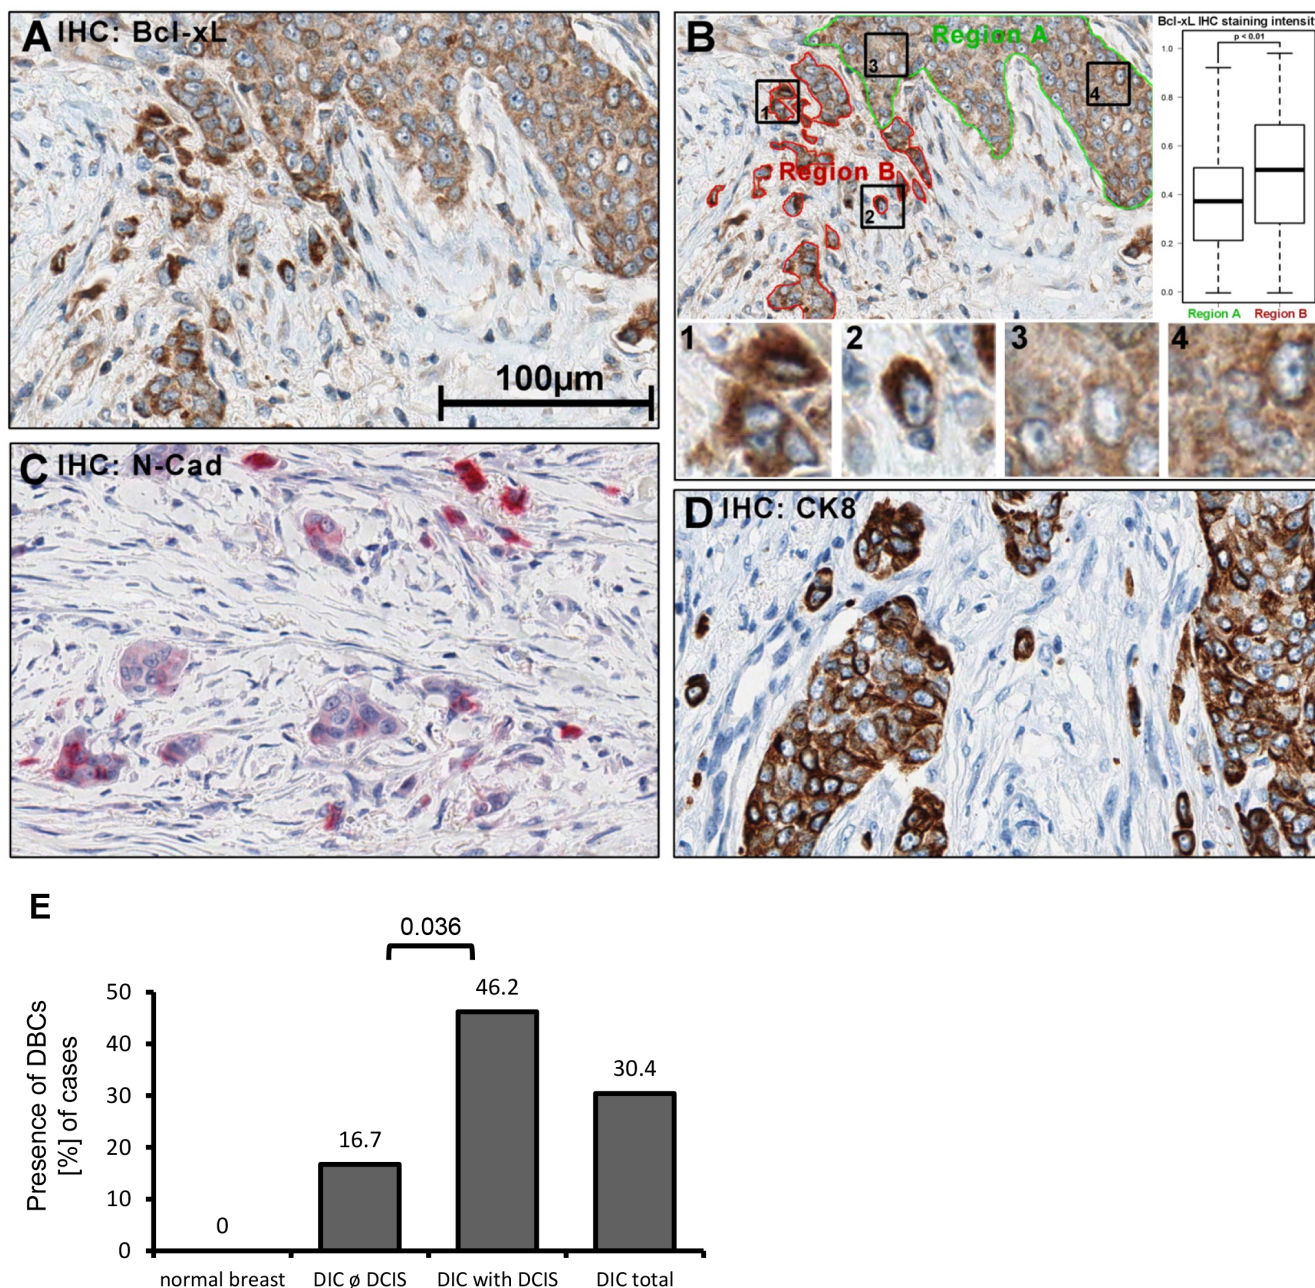 A IHC: Bcl-xL
100µm
B
Region A
Region B
1
2
3
4
Bcl-xL IHC staining intensit
p < 0.01
1.0
0.8
0.6
0.4
0.2
0.0
Region A Region B
1 2 3 4
C IHC: N-Cad
D IHC: CK8
E
0.036
Presence of DBCs
[%] of cases
50
40
30
20
10
0
0
16.7
46.2
30.4
normal breast DIC ø DCIS DIC with DCIS DIC total